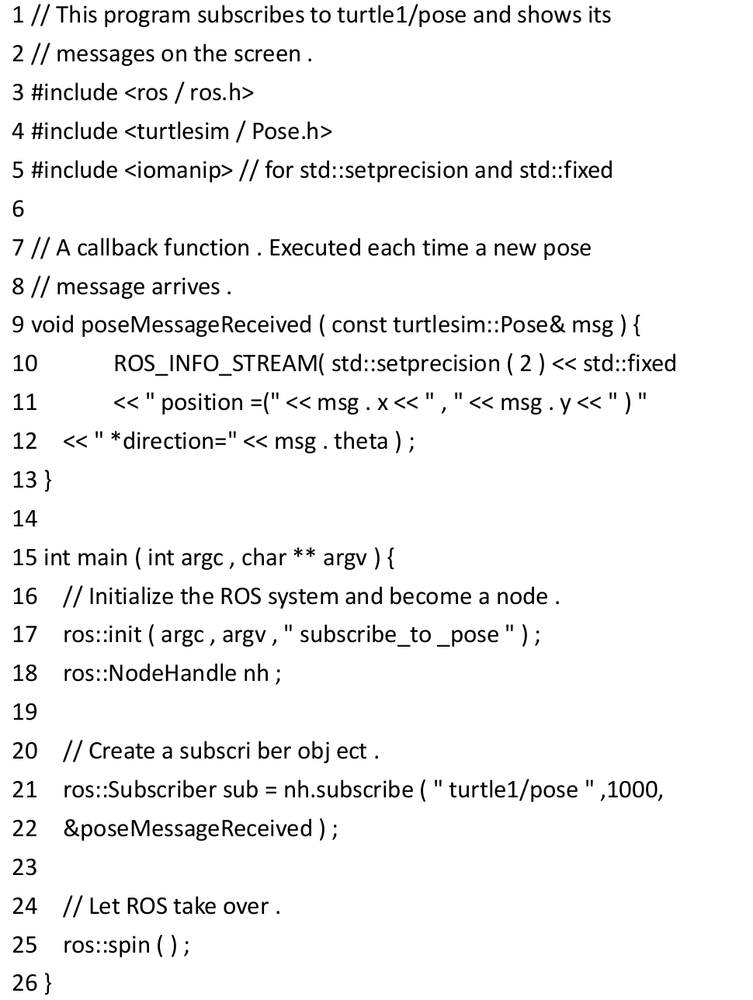 1 // This program subscribes to turtle1/pose and shows its
2 // messages on the screen .
3 #include <ros / ros.h>
4 #include <turtlesim / Pose.h>
5 #include <iomanip> // for std::setprecision and std::fixed
6
7 // A callback function . Executed each time a new pose
8 // message arrives .
9 void poseMessageReceived ( const turtlesim::Pose& msg ) {
10 ROS_INFO_STREAM( std::setprecision ( 2 ) << std::fixed
11 << " position =(" << msg . x << " , " << msg . y << " ) "
12 << " *direction=" << msg . theta ) ;
13 }
14
15 int main ( int argc , char ** argv ) {
16 // Initialize the ROS system and become a node .
17 ros::init ( argc , argv , " subscribe_to _pose " ) ;
18 ros::NodeHandle nh ;
19
20 // Create a subscri ber obj ect .
21 ros::Subscriber sub = nh.subscribe ( " turtle1/pose " ,1000,
22 &poseMessageReceived ) ;
23
24 // Let ROS take over .
25 ros::spin ( ) ;
26 }